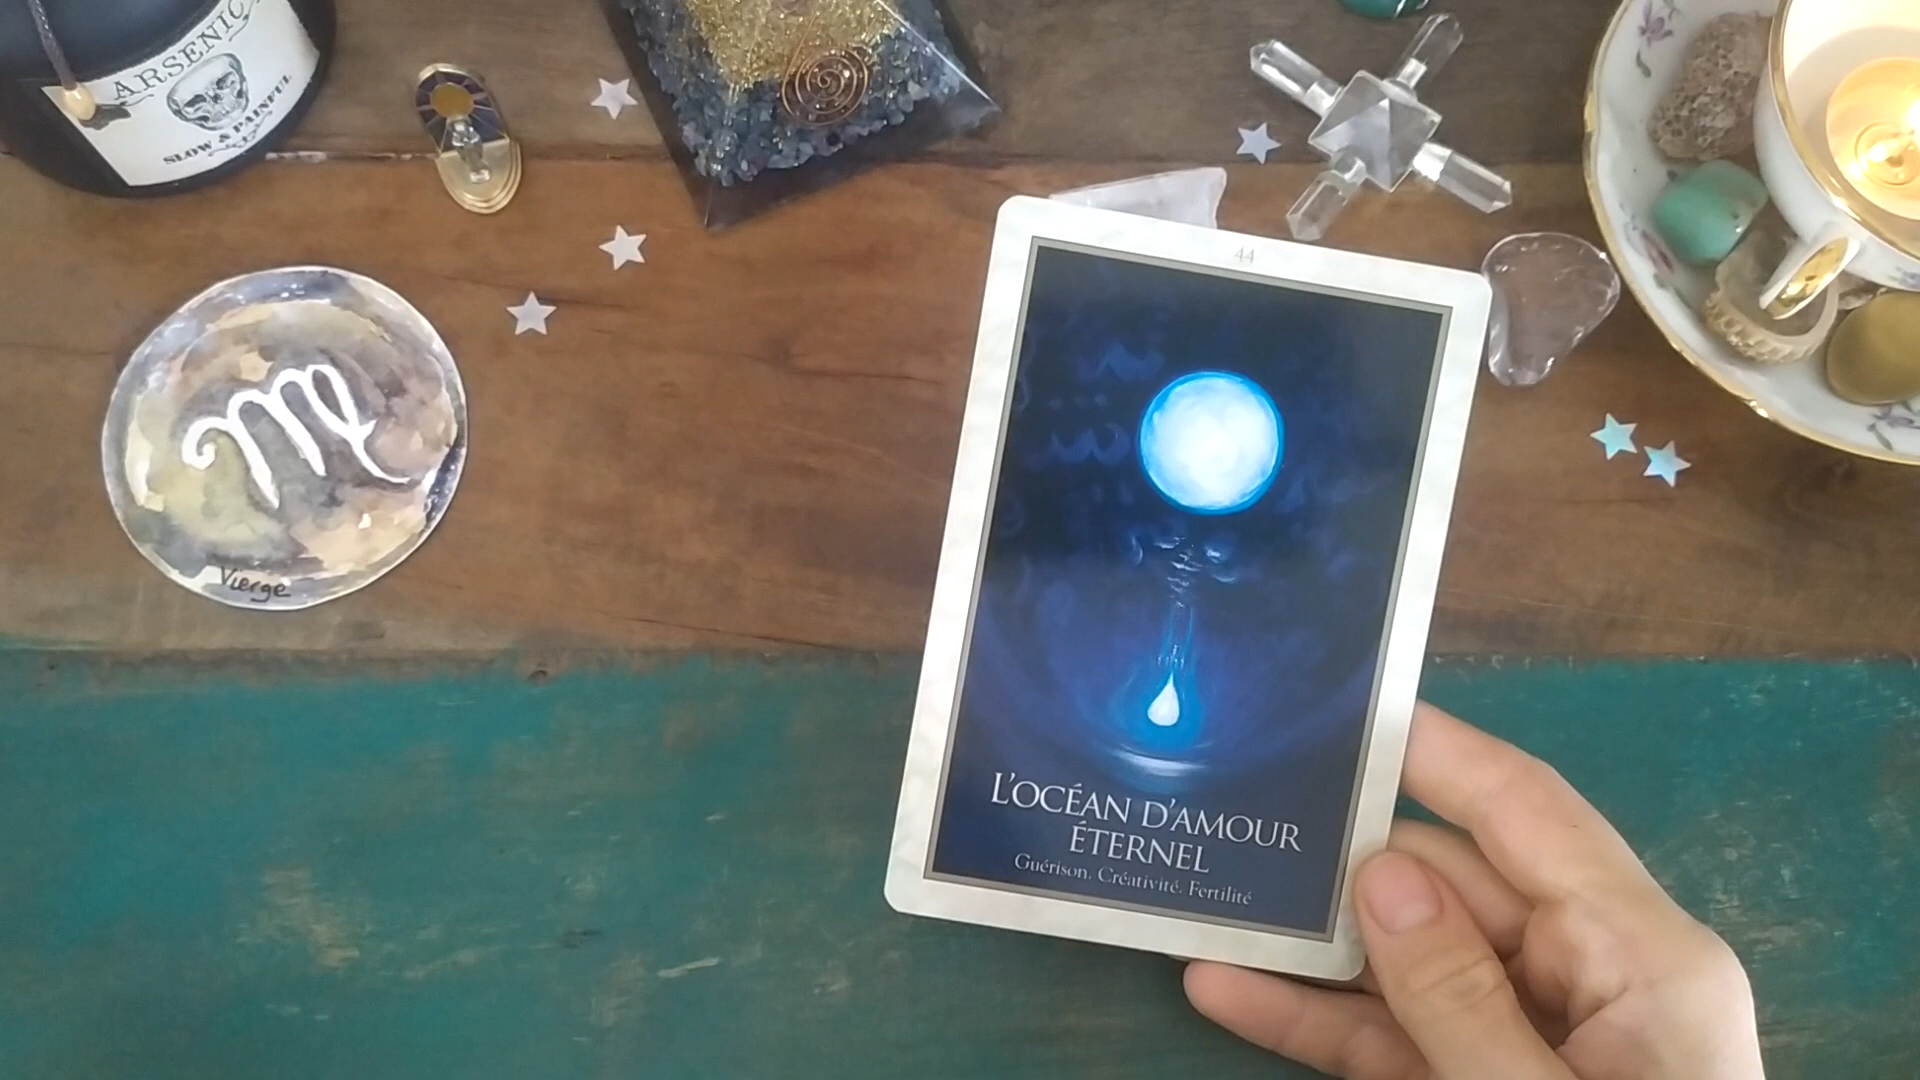 ARSENIC
SLOW & PAINFUL
Vierge
44
L'OCÉAN D'AMOUR
ÉTERNEL
Guérison. Créativité. Fertilité